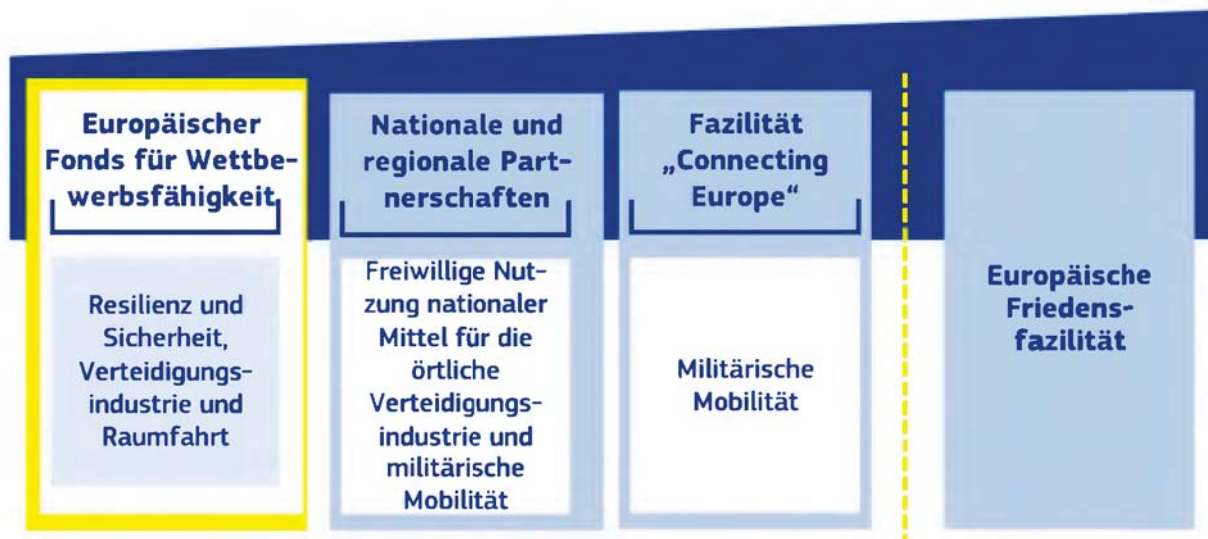 Europäischer
Fonds für Wettbe-
werbsfähigkeit
Resilienz und
Sicherheit,
Verteidigungs-
industrie und
Raumfahrt
Nationale und
regionale Part-
nerschaften
Freiwillige Nut-
zung nationaler
Mittel für die
örtliche
Verteidigungs-
industrie und
militärische
Mobilität
Fazilität
„Connecting
Europe“
Militärische
Mobilität
Europäische
Friedens-
fazilität